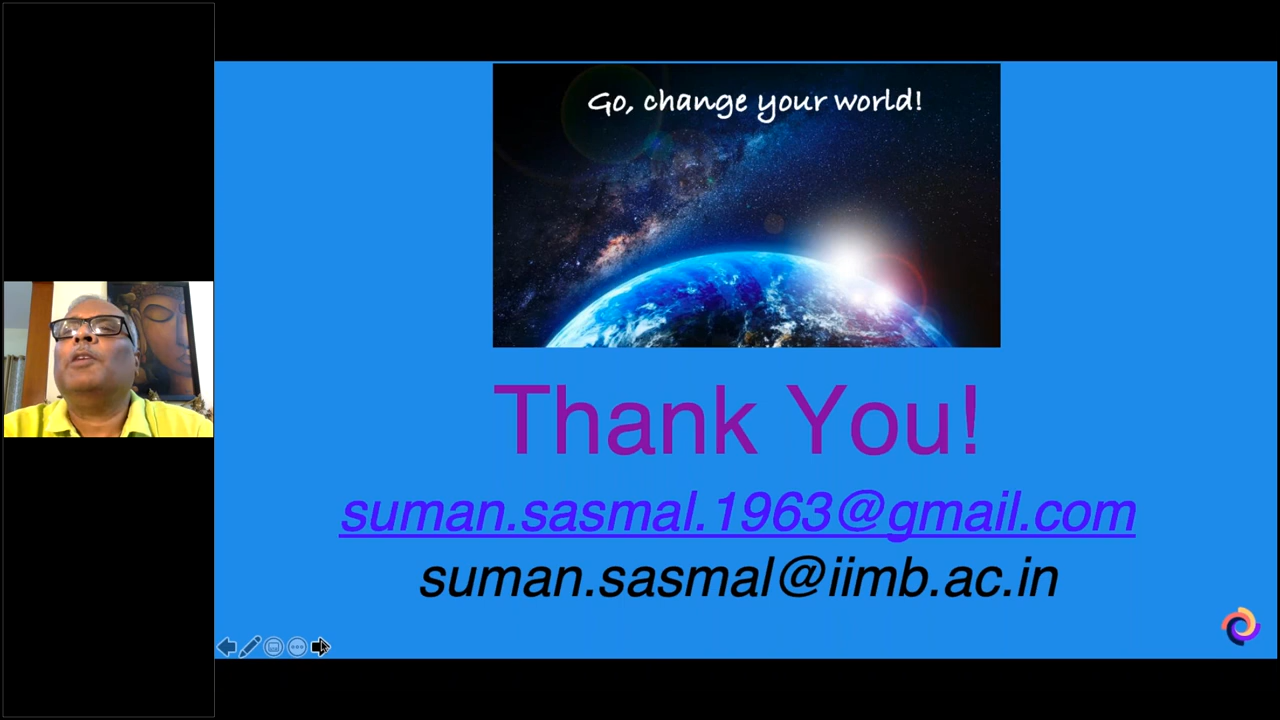 Go, change your world!
Thank You!
suman.sasmal.1963@gmail.com
suman.sasmal@iimb.ac.in